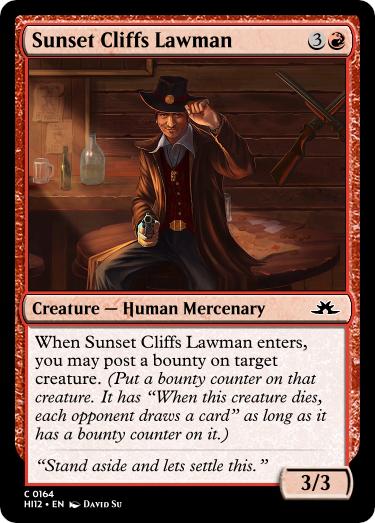 Sunset Cliffs Lawman 3
Creature — Human Mercenary
When Sunset Cliffs Lawman enters,
you may post a bounty on target
creature. (Put a bounty counter on that
creature. It has “When this creature dies,
each opponent draws a card” as long as it
has a bounty counter on it.)
“Stand aside and lets settle this.”
3/3
C 0164
HI12 • EN David Su